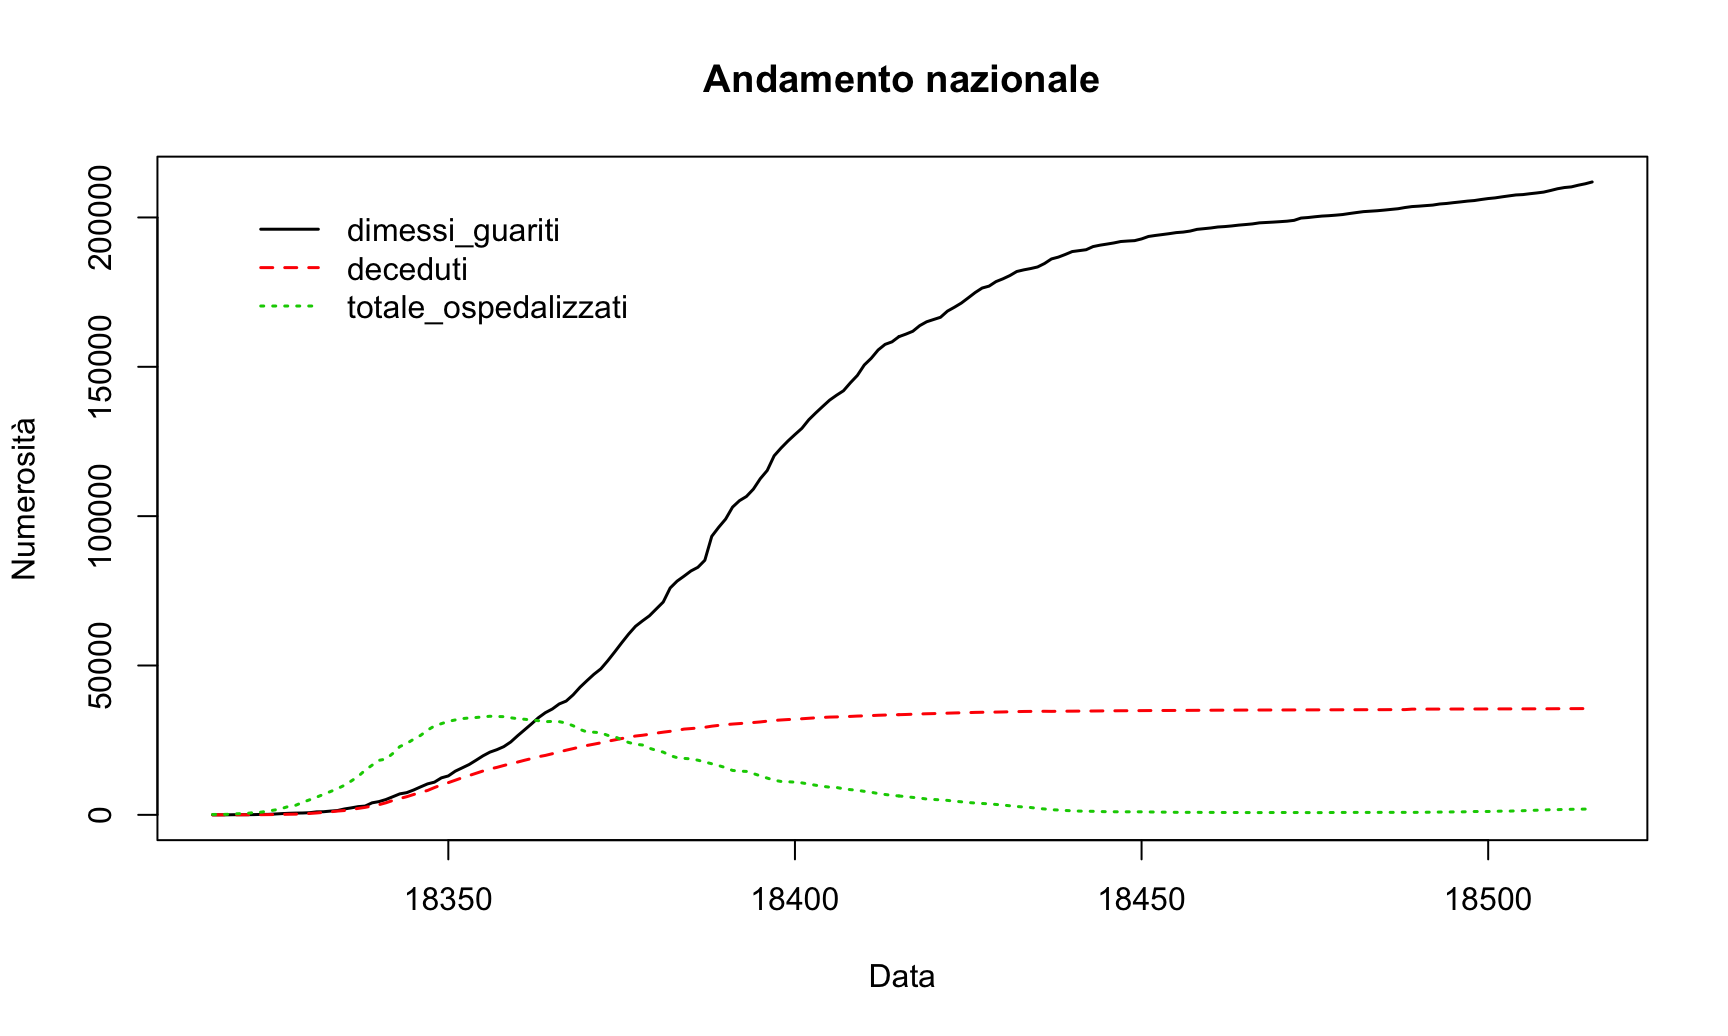 Andamento nazionale
dimessi_guariti
deceduti
totale_ospedalizzati
Numerosità
200000
150000
100000
50000
0
18350 18400 18450 18500
Data